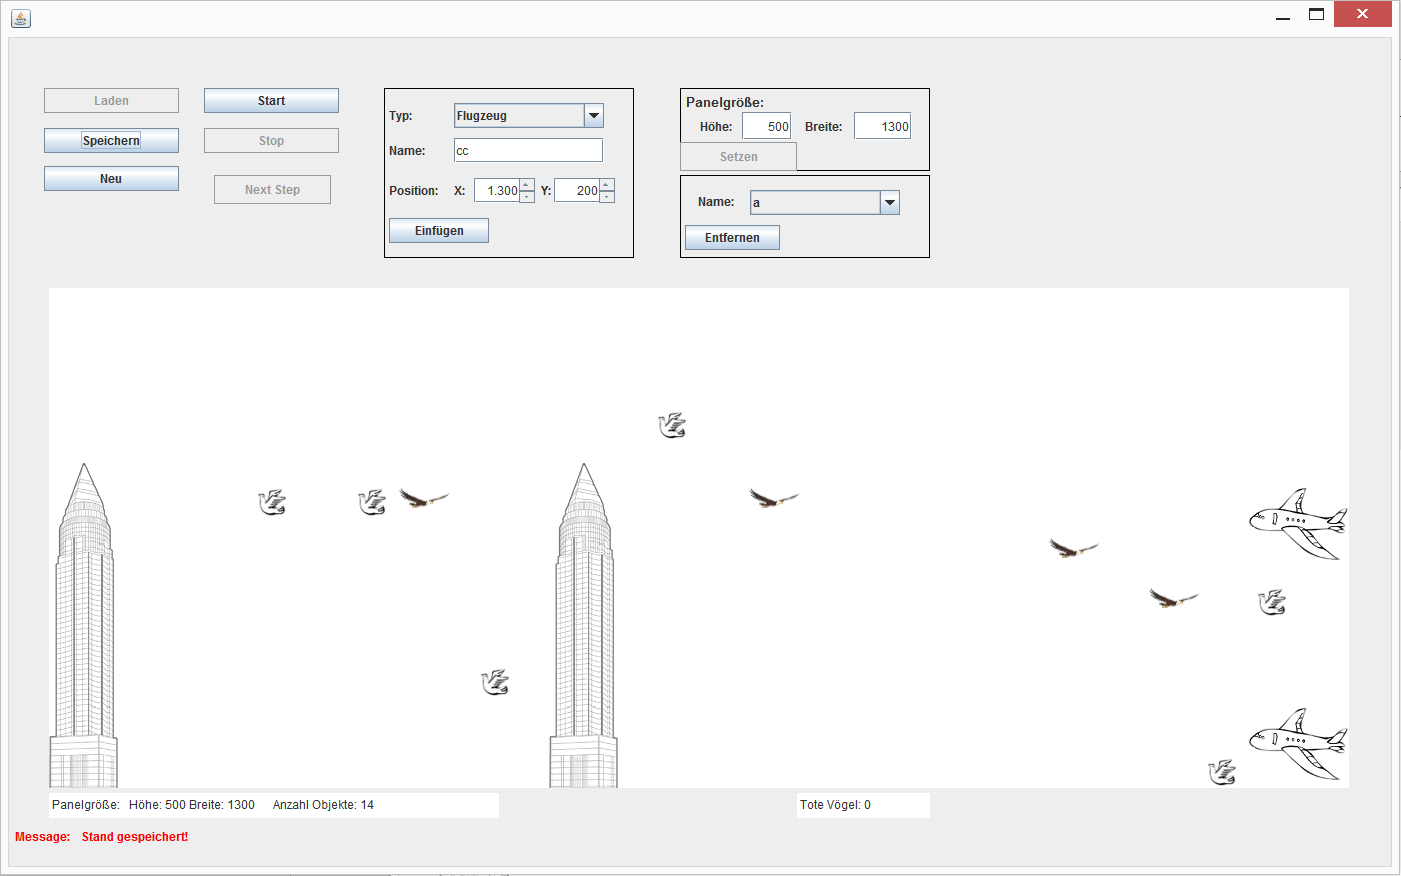 Laden
Start
Speichern
Stop
Neu
Next Step
Typ: Flugzeug
Name: cc
Position: X: 1.300 Y: 200
Einfügen
Panelgröße:
Höhe: 500 Breite: 1300
Setzen
Name: a
Entfernen
Panelgröße: Höhe: 500 Breite: 1300 Anzahl Objekte: 14
Tote Vögel: 0
Message: Stand gespeichert!